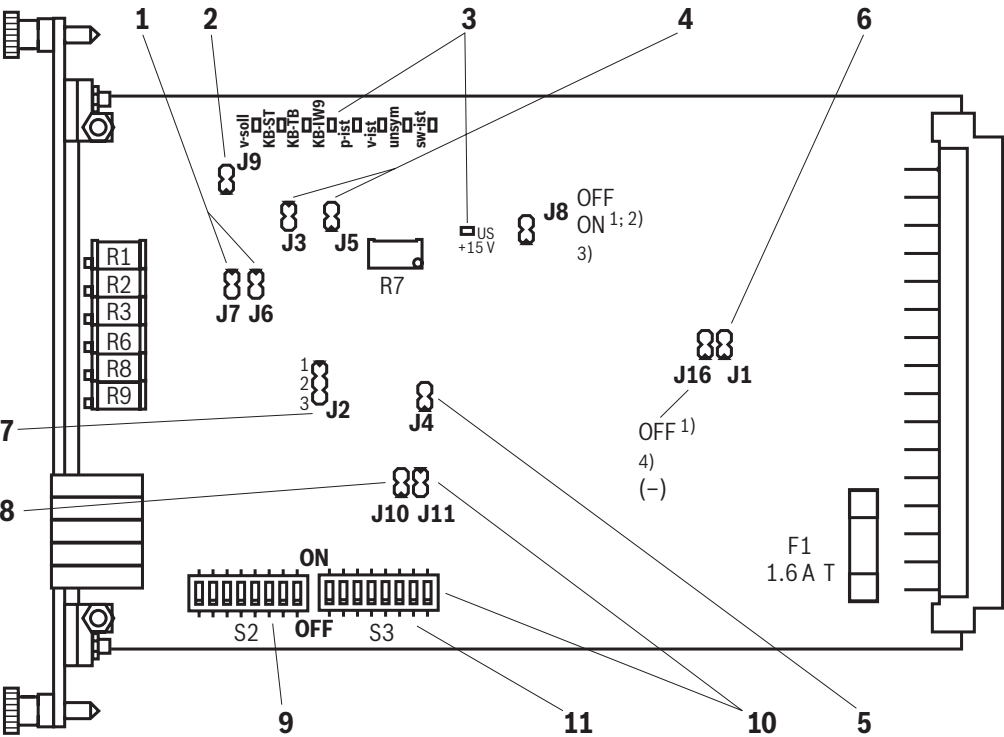 1
2
3
4
6
v-soll
KB-ST
KB-TB
KB-IW9
p-ist
v-ist
unsym
sw-ist
J9
J3
J5
J8
OFF
ON 1; 2)
3)
US
+15 V
R7
R1
R2
R3
R6
R8
R9
J7 J6
J16 J1
1
2
3
J2
J4
7
OFF 1)
4)
(–)
8
J10 J11
F1
1.6 A T
ON
OFF
S2
S3
9
11
10
5